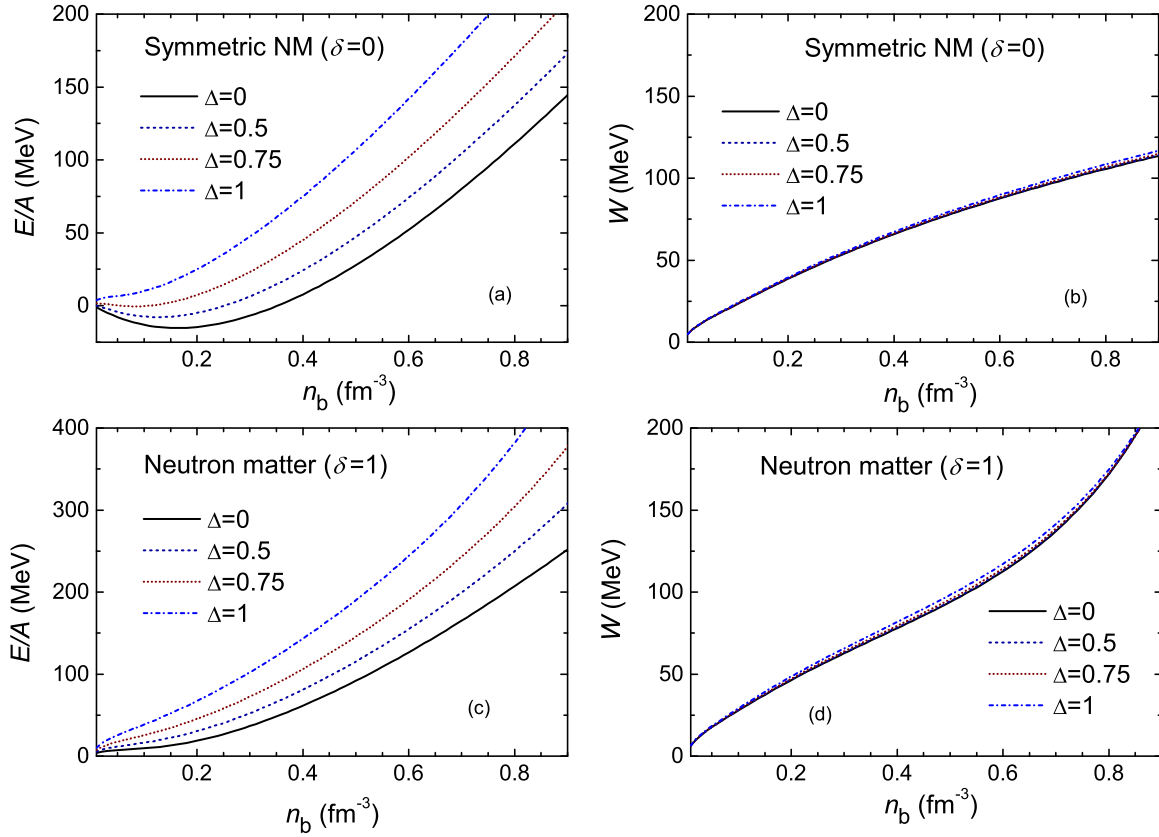 200
Symmetric NM (δ=0)
150
Δ=0
Δ=0.5
100
Δ=0.75
Δ=1
50
0
E/A (MeV)
(a)
0.2 0.4 0.6 0.8
n_b (fm⁻³)
200
Symmetric NM (δ=0)
150
Δ=0
Δ=0.5
100
Δ=0.75
Δ=1
50
0
W (MeV)
(b)
0.2 0.4 0.6 0.8
n_b (fm⁻³)
400
Neutron matter (δ=1)
300
Δ=0
Δ=0.5
200
Δ=0.75
Δ=1
100
0
E/A (MeV)
(c)
0.2 0.4 0.6 0.8
n_b (fm⁻³)
200
Neutron matter (δ=1)
150
100
50
0
W (MeV)
Δ=0
Δ=0.5
Δ=0.75
Δ=1
(d)
0.2 0.4 0.6 0.8
n_b (fm⁻³)